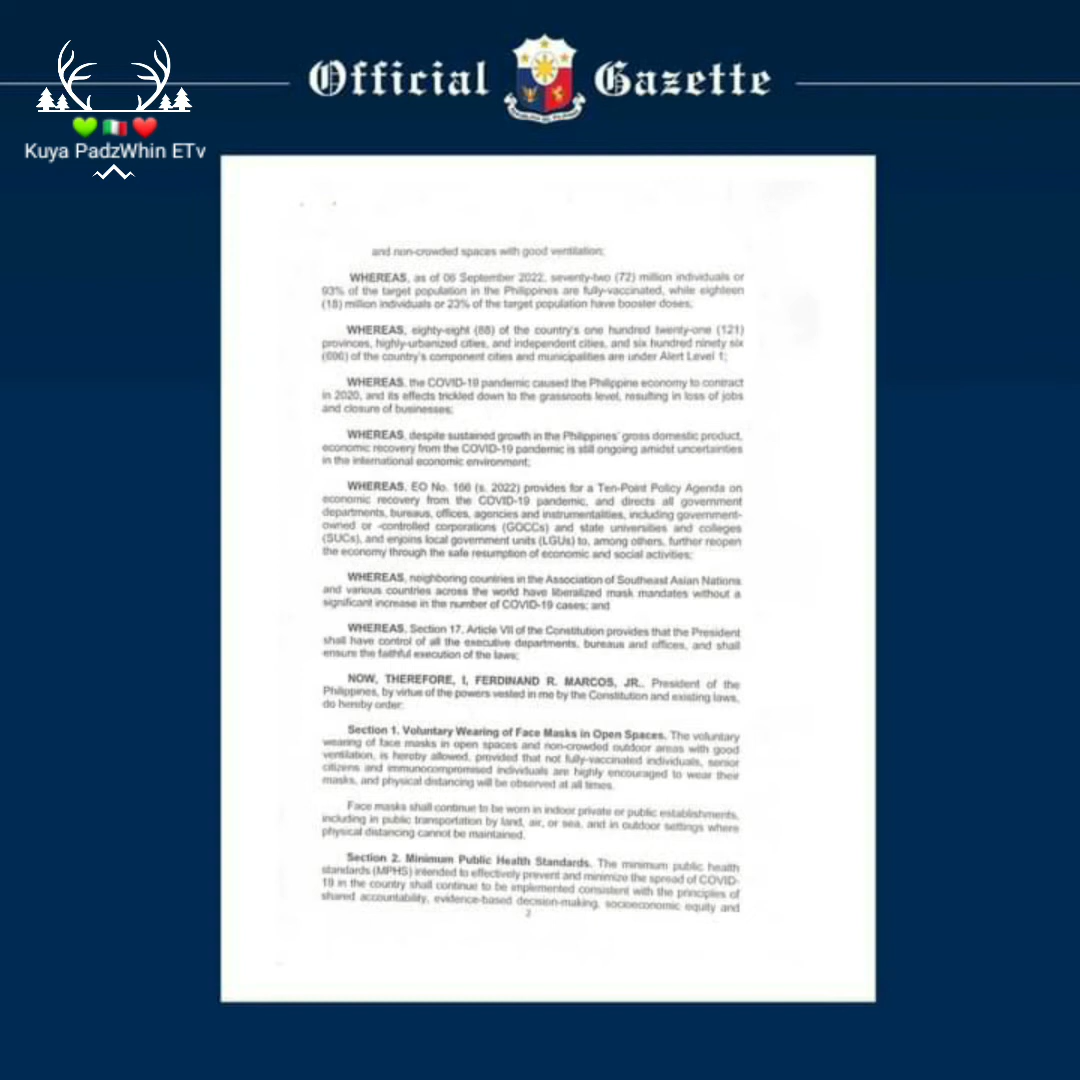 Official Gazette
Kuya PadzWhin ETv
and non-crowded spaces with good ventilation;
WHEREAS, as of 06 September 2022, seventy-two (72) million individuals or
93% of the target population in the Philippines are fully-vaccinated, while eighteen
(18) million individuals or 23% of the target population have booster doses;
WHEREAS, eighty-eight (88) of the country's one hundred twenty-one (121)
provinces, highly-urbanized cities, and independent cities, and six hundred ninety six
(696) of the country's component cities and municipalities are under Alert Level 1;
WHEREAS, the COVID-19 pandemic caused the Philippine economy to contract
in 2020, and its effects trickled down to the grassroots level, resulting in loss of jobs
and closure of businesses;
WHEREAS, despite sustained growth in the Philippines' gross domestic product,
economic recovery from the COVID-19 pandemic is still ongoing amidst uncertainties
in the international economic environment;
WHEREAS, EO No. 166 (s. 2022) provides for a Ten-Point Policy Agenda on
economic recovery from the COVID-19 pandemic, and directs all government
departments, bureaus, offices, agencies and instrumentalities, including government-
owned or -controlled corporations (GOCCs) and state universities and colleges
(SUCs), and enjoins local government units (LGUs) to, among others, further reopen
the economy through the safe resumption of economic and social activities;
WHEREAS, neighboring countries in the Association of Southeast Asian Nations
and various countries across the world have liberalized mask mandates without a
significant increase in the number of COVID-19 cases; and
WHEREAS, Section 17, Article VII of the Constitution provides that the President
shall have control of all the executive departments, bureaus and offices, and shall
ensure the faithful execution of the laws;
NOW, THEREFORE, I, FERDINAND R. MARCOS, JR., President of the
Philippines, by virtue of the powers vested in me by the Constitution and existing laws,
do hereby order:
Section 1. Voluntary Wearing of Face Masks in Open Spaces. The voluntary
wearing of face masks in open spaces and non-crowded outdoor areas with good
ventilation, is hereby allowed, provided that not fully-vaccinated individuals, senior
citizens and immunocompromised individuals are highly encouraged to wear their
masks, and physical distancing will be observed at all times.
Face masks shall continue to be worn in indoor private or public establishments,
including in public transportation by land, air, or sea, and in outdoor settings where
physical distancing cannot be maintained.
Section 2. Minimum Public Health Standards. The minimum public health
standards (MPHS) intended to effectively prevent and minimize the spread of COVID-
19 in the country shall continue to be implemented consistent with the principles of
shared accountability, evidence-based decision-making, socioeconomic equity and
2